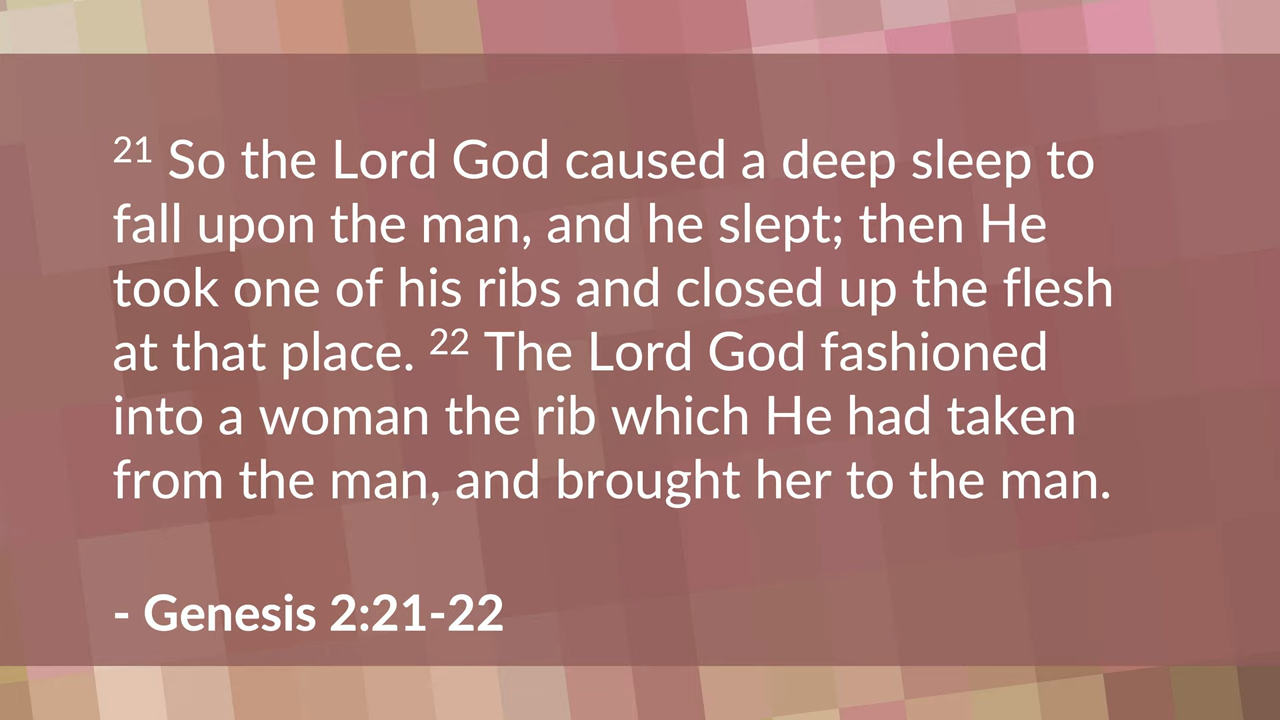 21 So the Lord God caused a deep sleep to
fall upon the man, and he slept; then He
took one of his ribs and closed up the flesh
at that place. 22 The Lord God fashioned
into a woman the rib which He had taken
from the man, and brought her to the man.
- Genesis 2:21-22